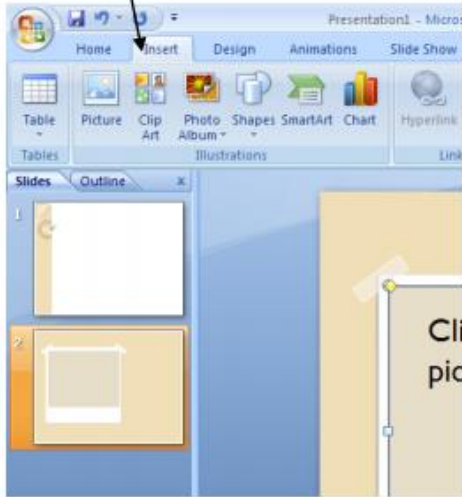 Presentation1 - Micros
Home Insert Design Animations Slide Show
Table Picture Clip Art Photo Album Shapes SmartArt Chart Hyperlink
Tables Illustrations Link
Slides Outline x
1
2
Cli
pic